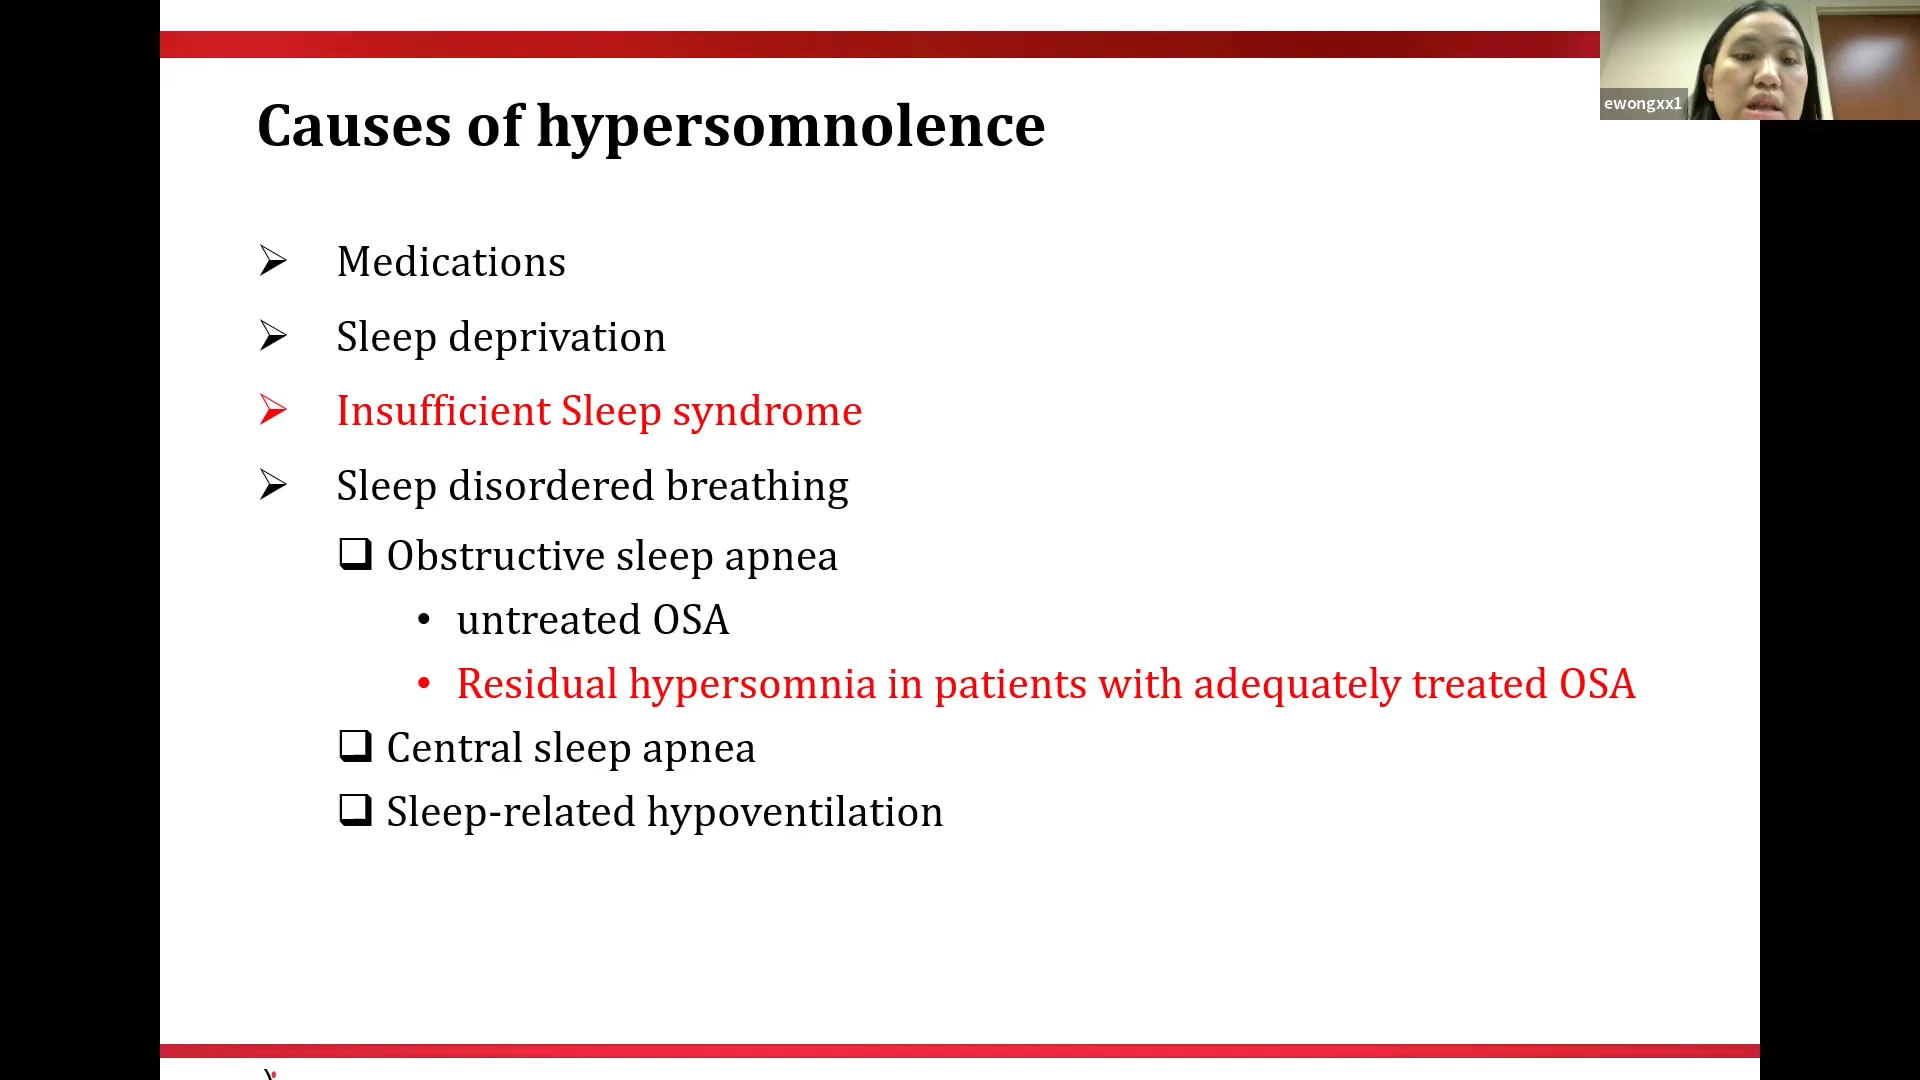 Causes of hypersomnolence
ewongxx1
➢ Medications
➢ Sleep deprivation
➢ Insufficient Sleep syndrome
➢ Sleep disordered breathing
❑ Obstructive sleep apnea
• untreated OSA
• Residual hypersomnia in patients with adequately treated OSA
❑ Central sleep apnea
❑ Sleep-related hypoventilation